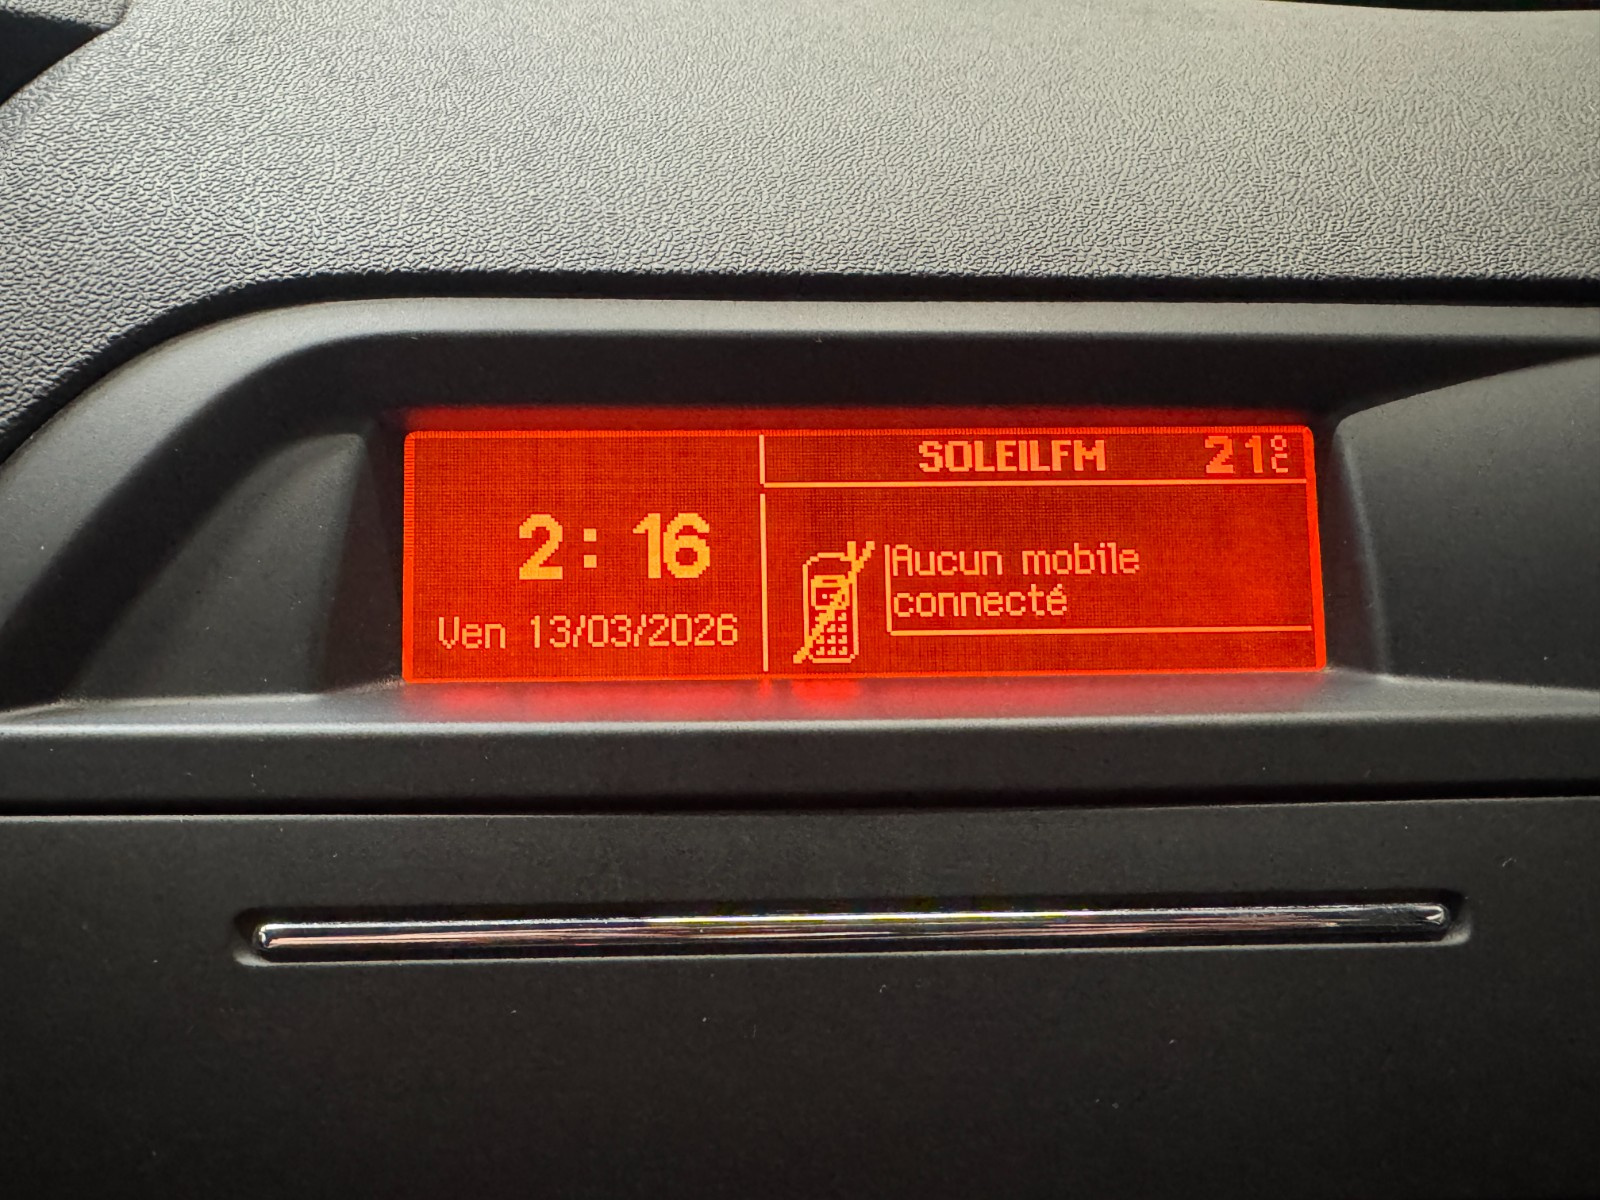 2:16
Ven 13/03/2026
SOLEILFM 21°C
Aucun mobile
connecté